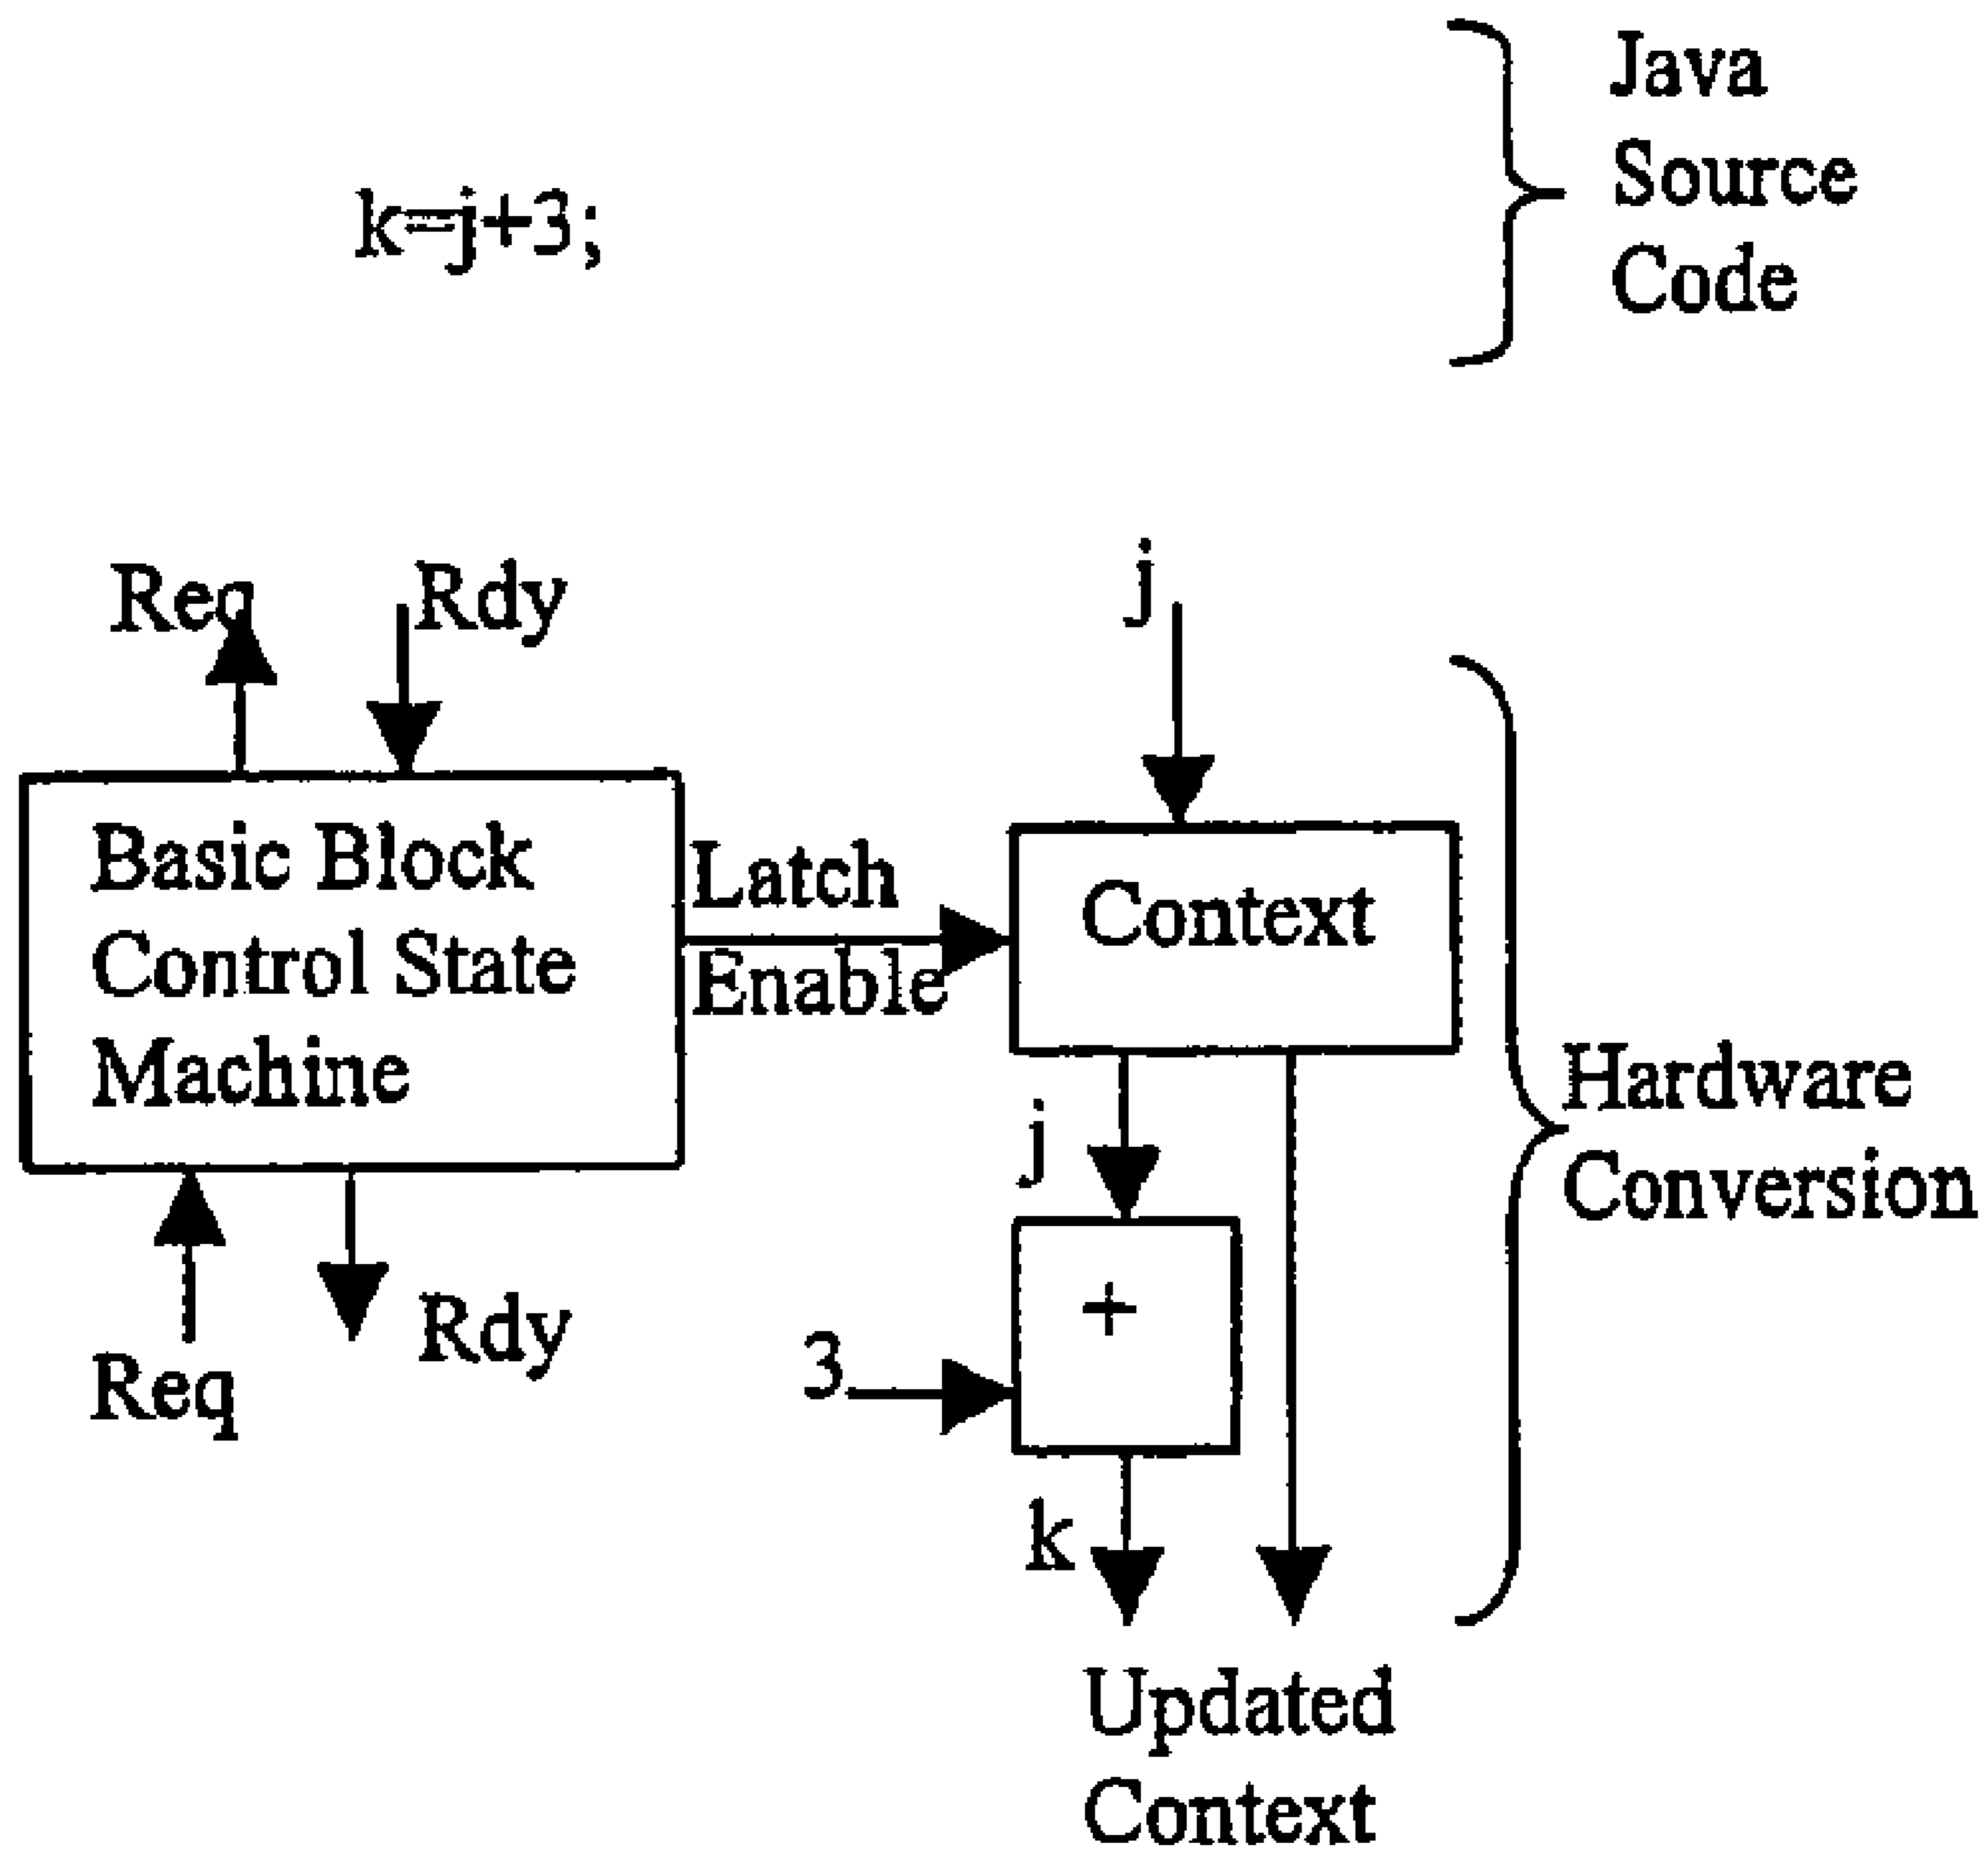 Java
Source
Code
k=j+3;
Req
Rdy
j
Basic Block
Control State
Machine
Latch
Enable
Context
Hardware
Conversion
j
+
3
Req
Rdy
k
Updated
Context